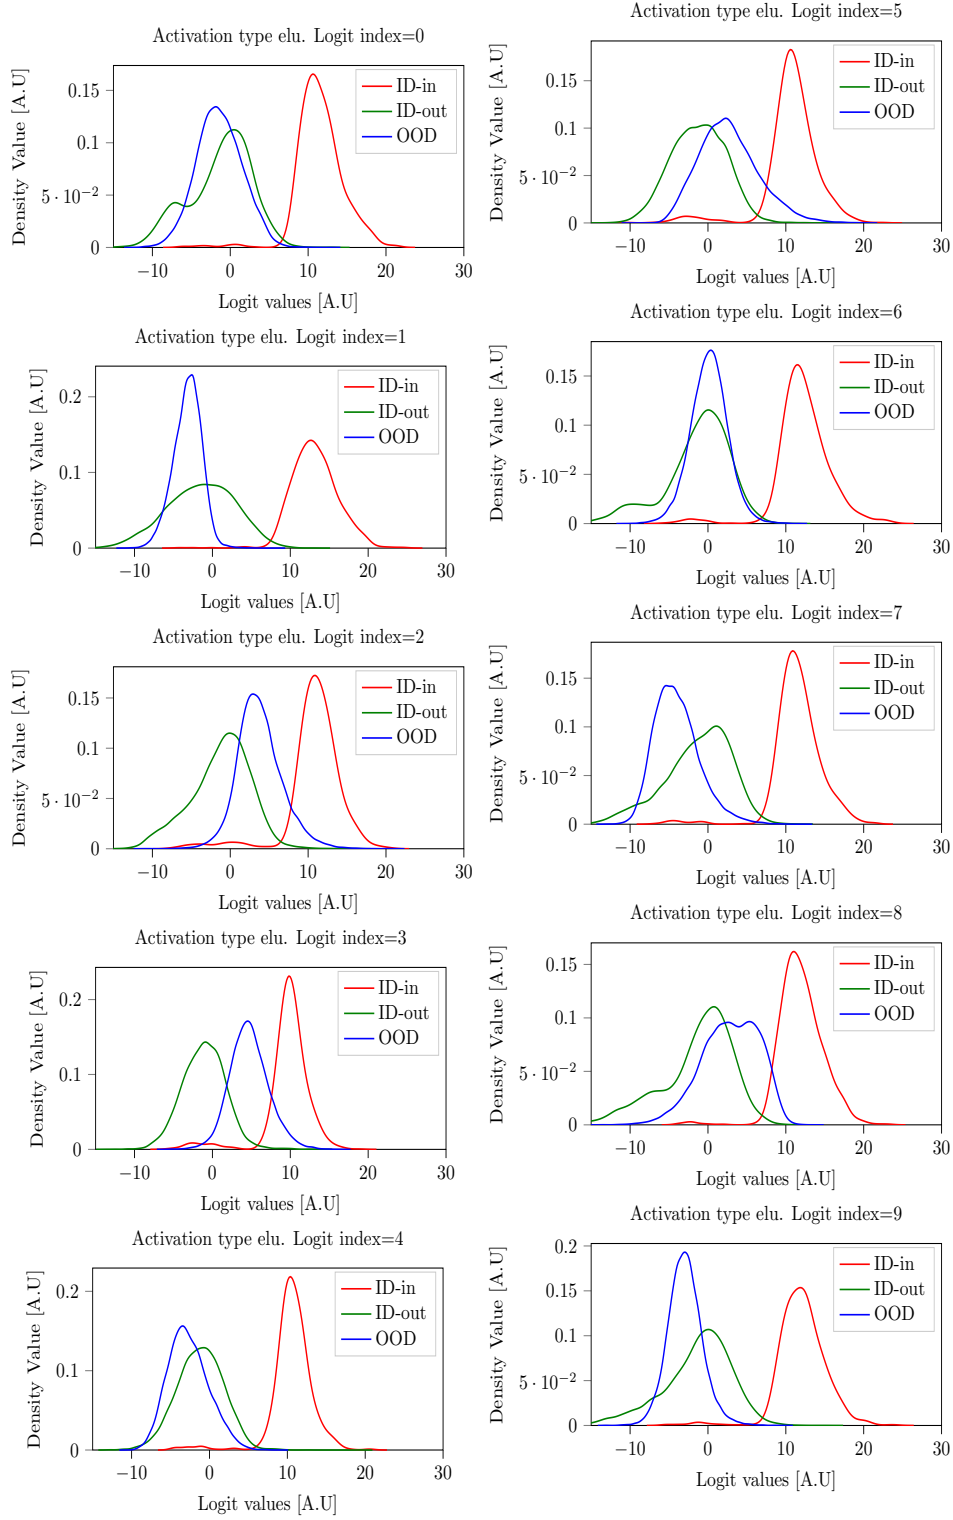 Activation type elu. Logit index=0
Density Value [A.U]
0.15
0.1
5 · 10⁻²
0
ID-in
ID-out
OOD
−10 0 10 20 30
Logit values [A.U]
Activation type elu. Logit index=1
Density Value [A.U]
0.2
0.1
0
ID-in
ID-out
OOD
−10 0 10 20 30
Logit values [A.U]
Activation type elu. Logit index=2
Density Value [A.U]
0.15
0.1
5 · 10⁻²
0
ID-in
ID-out
OOD
−10 0 10 20 30
Logit values [A.U]
Activation type elu. Logit index=3
Density Value [A.U]
0.2
0.1
0
ID-in
ID-out
OOD
−10 0 10 20 30
Logit values [A.U]
Activation type elu. Logit index=4
Density Value [A.U]
0.2
0.1
0
ID-in
ID-out
OOD
−10 0 10 20 30
Logit values [A.U]
Activation type elu. Logit index=5
Density Value [A.U]
0.15
0.1
5 · 10⁻²
0
ID-in
ID-out
OOD
−10 0 10 20 30
Logit values [A.U]
Activation type elu. Logit index=6
Density Value [A.U]
0.15
0.1
5 · 10⁻²
0
ID-in
ID-out
OOD
−10 0 10 20 30
Logit values [A.U]
Activation type elu. Logit index=7
Density Value [A.U]
0.15
0.1
5 · 10⁻²
0
ID-in
ID-out
OOD
−10 0 10 20 30
Logit values [A.U]
Activation type elu. Logit index=8
Density Value [A.U]
0.15
0.1
5 · 10⁻²
0
ID-in
ID-out
OOD
−10 0 10 20 30
Logit values [A.U]
Activation type elu. Logit index=9
Density Value [A.U]
0.2
0.15
0.1
5 · 10⁻²
0
ID-in
ID-out
OOD
−10 0 10 20 30
Logit values [A.U]